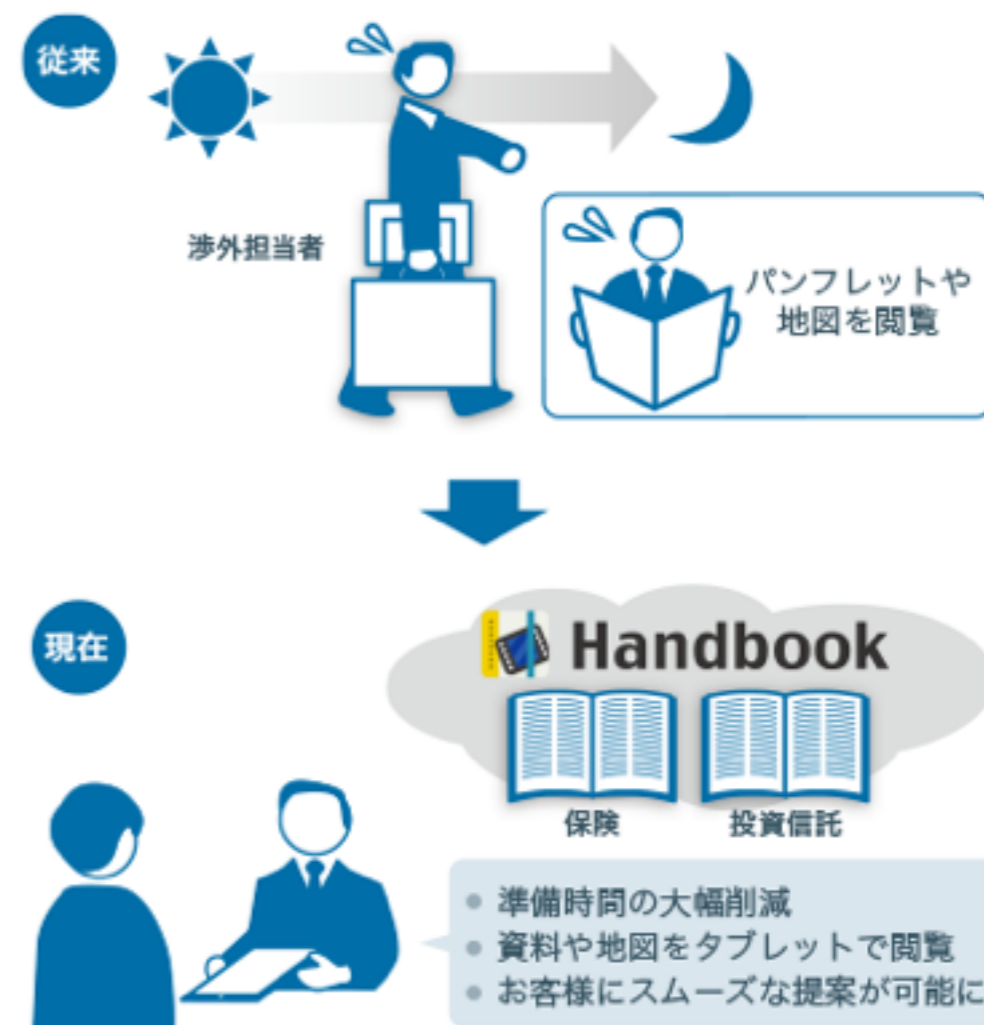 従来
渉外担当者
パンフレットや
地図を閲覧
現在
Handbook
保険
投資信託
準備時間の大幅削減
資料や地図をタブレットで閲覧
お客様にスムーズな提案が可能に